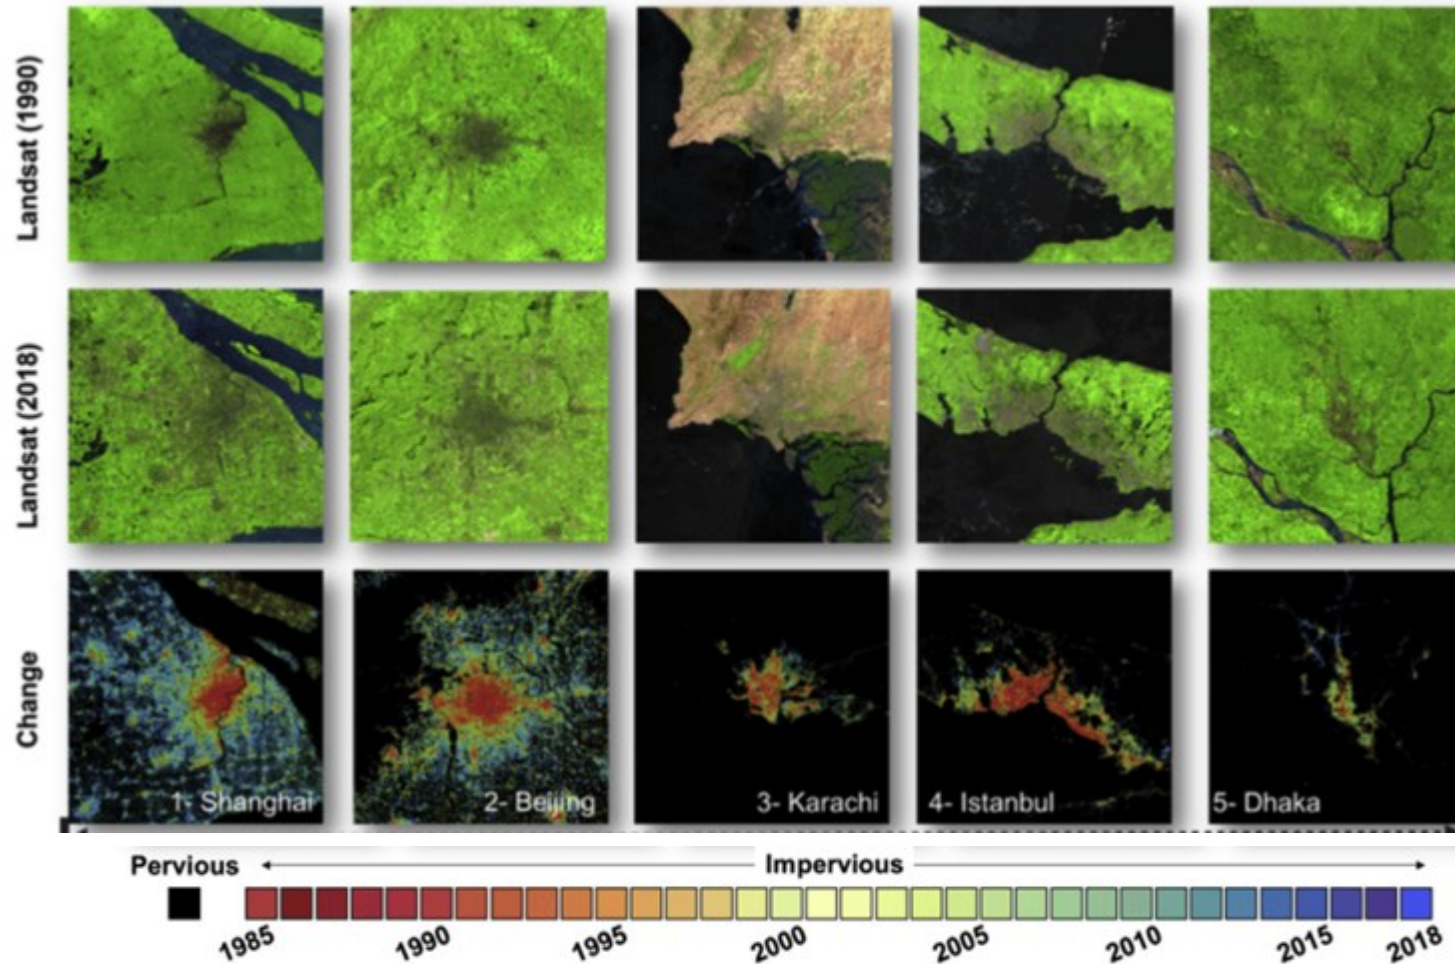 Landsat (1990)
Landsat (2018)
Change
1- Shanghai
2- Beijing
3- Karachi
4- Istanbul
5- Dhaka
Pervious
Impervious
1985
1990
1995
2000
2005
2010
2015
2018